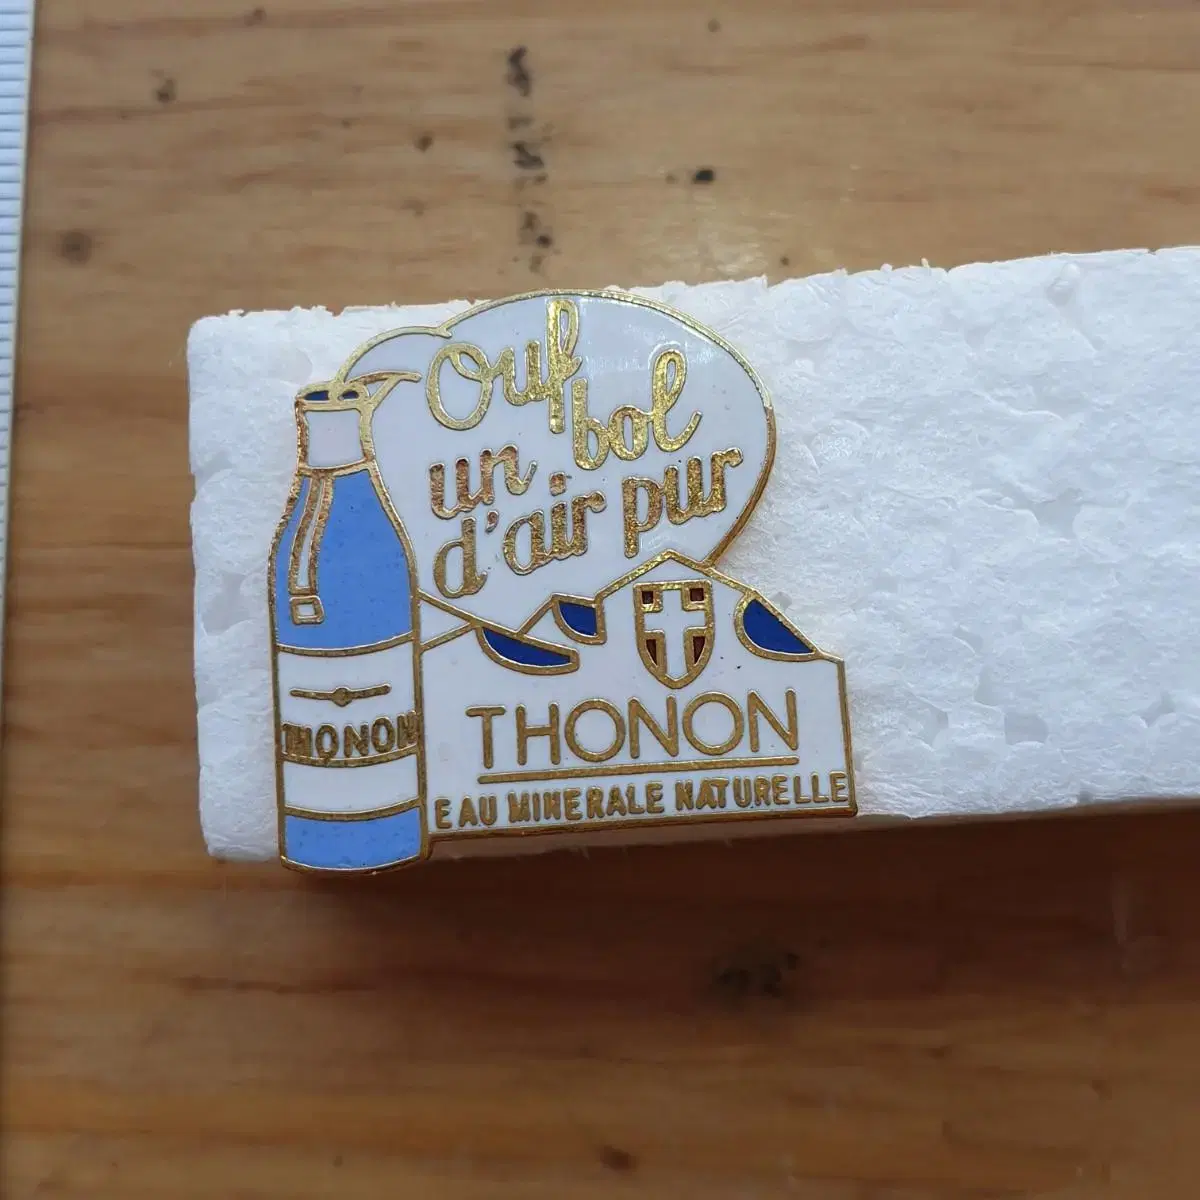 Ouf
un bol
d'air pur
THONON
THONON
EAU MINERALE NATURELLE